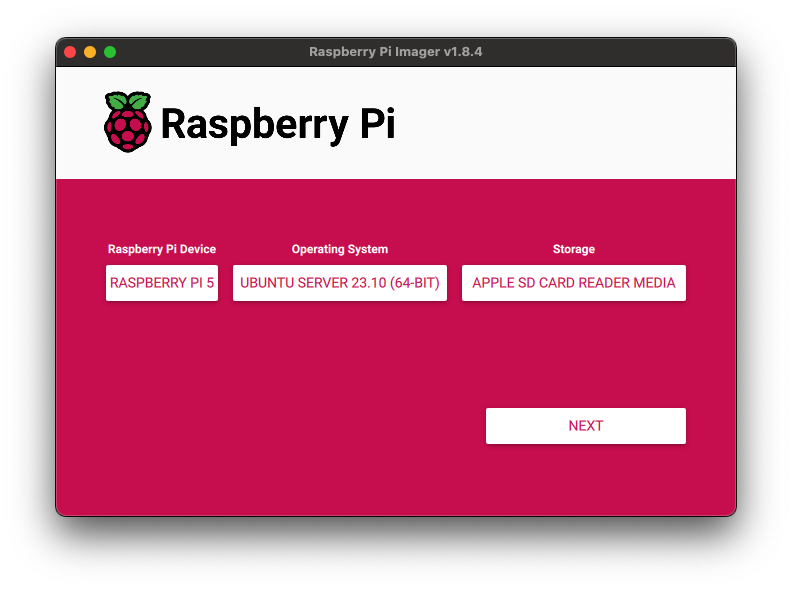 Raspberry Pi Imager v1.8.4
Raspberry Pi
Raspberry Pi Device
Operating System
Storage
RASPBERRY PI 5
UBUNTU SERVER 23.10 (64-BIT)
APPLE SD CARD READER MEDIA
NEXT